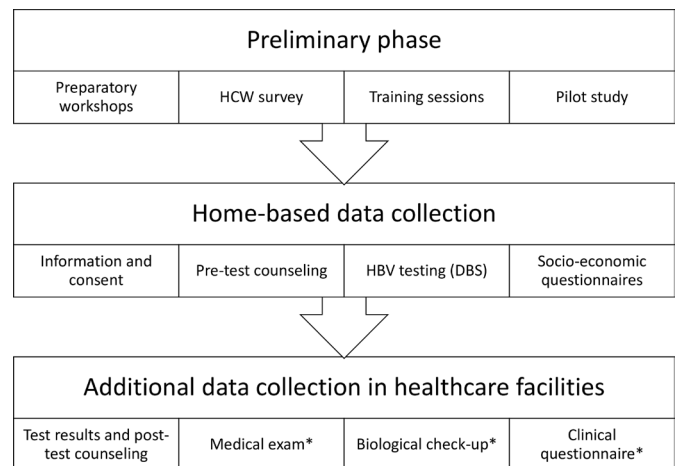 Preliminary phase
Preparatory
workshops
HCW survey
Training sessions
Pilot study
Home-based data collection
Information and
consent
Pre-test counseling
HBV testing (DBS)
Socio-economic
questionnaires
Additional data collection in healthcare facilities
Test results and post-
test counseling
Medical exam*
Biological check-up*
Clinical
questionnaire*